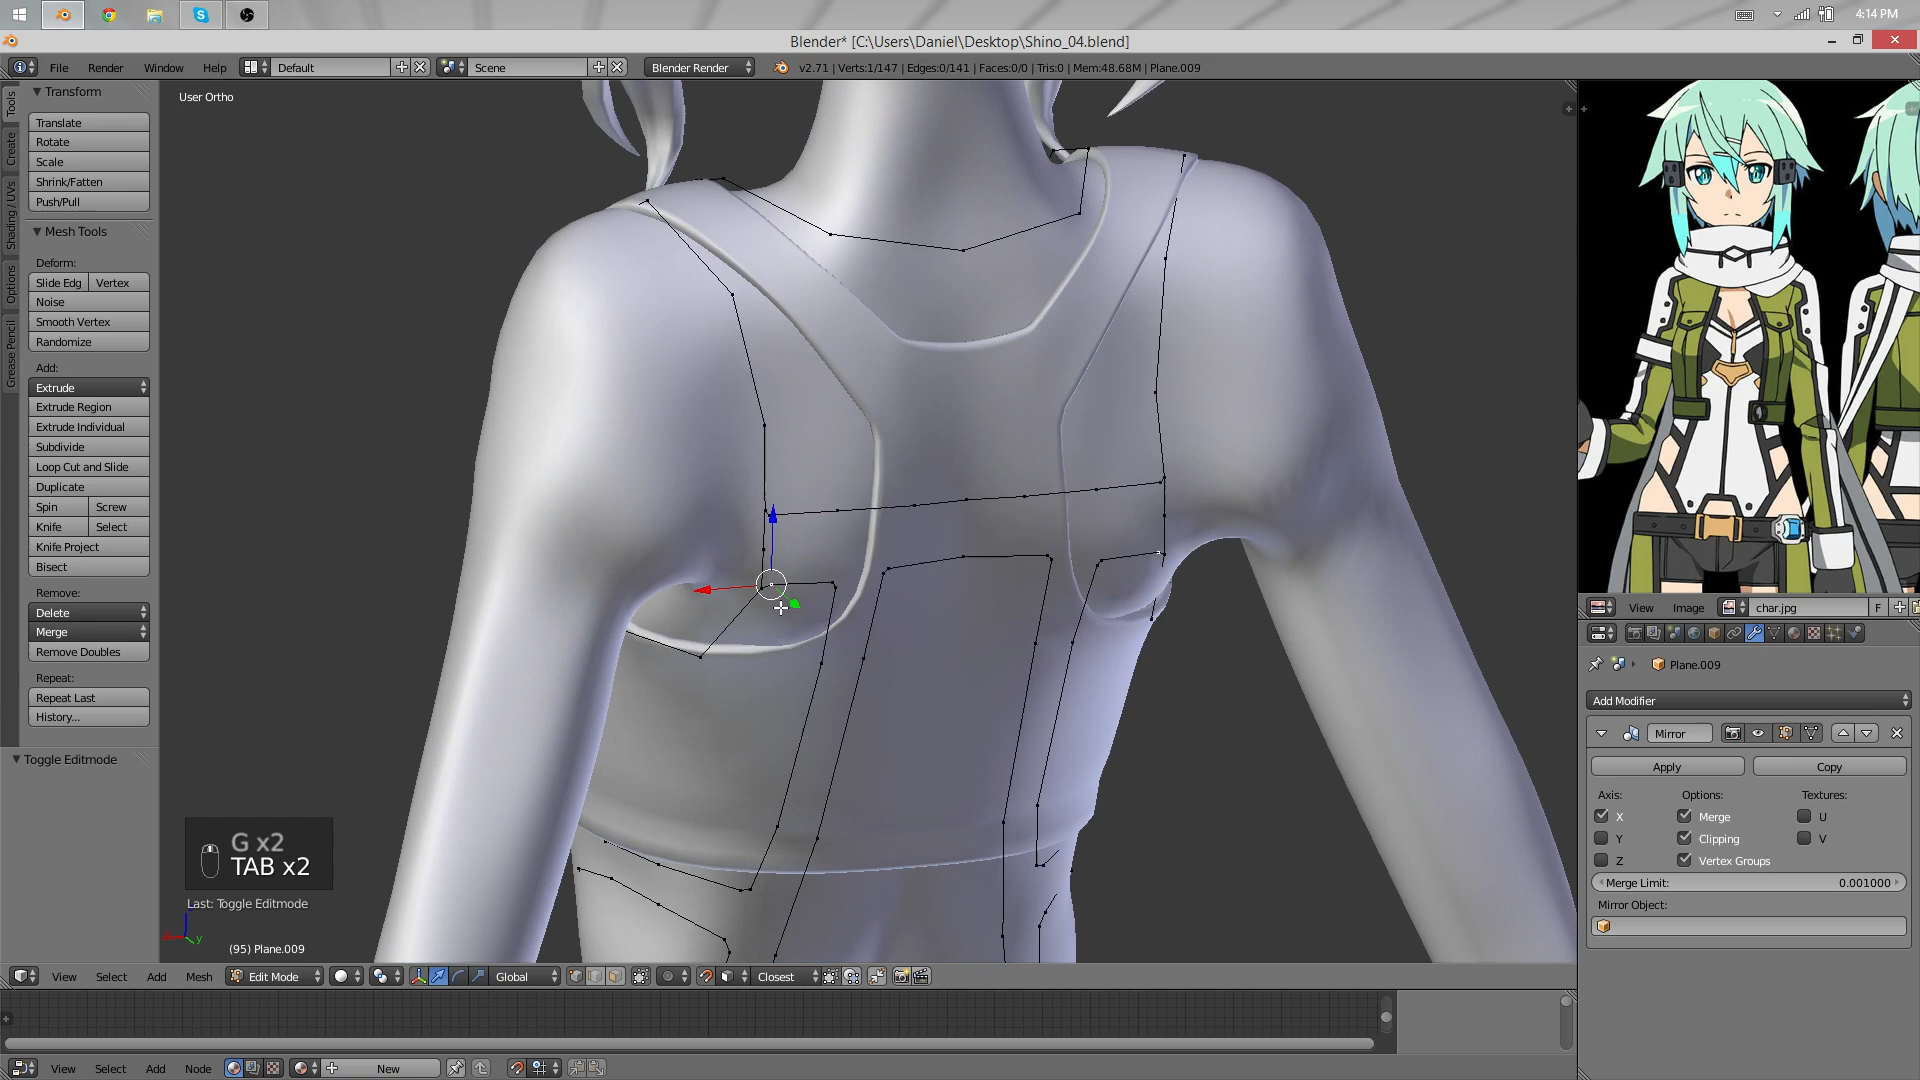 4:14 PM
Blender* [C:\Users\Daniel\Desktop\Shino_04.blend]
File Render Window Help Default Scene Blender Render v2.71 | Verts:1/147 | Edges:0/141 | Faces:0/0 | Tris:0 | Mem:48.68M | Plane.009
Tools
Create
Shading / UVs
Options
Grease Pencil
Transform
Translate
Rotate
Scale
Shrink/Fatten
Push/Pull
Mesh Tools
Deform:
Slide Edg Vertex
Noise
Smooth Vertex
Randomize
Add:
Extrude
Extrude Region
Extrude Individual
Subdivide
Loop Cut and Slide
Duplicate
Spin Screw
Knife Select
Knife Project
Bisect
Remove:
Delete
Merge
Remove Doubles
Repeat:
Repeat Last
History...
Toggle Editmode
User Ortho
G x2
TAB x2
Last: Toggle Editmode
y
(95) Plane.009
View Select Add Mesh Edit Mode Global Closest
View Select Add Node New
View Image char.jpg F
Plane.009
Add Modifier
Mirror
Apply Copy
Axis: Options: Textures:
X Merge U
Y Clipping V
Z Vertex Groups
Merge Limit: 0.001000
Mirror Object: